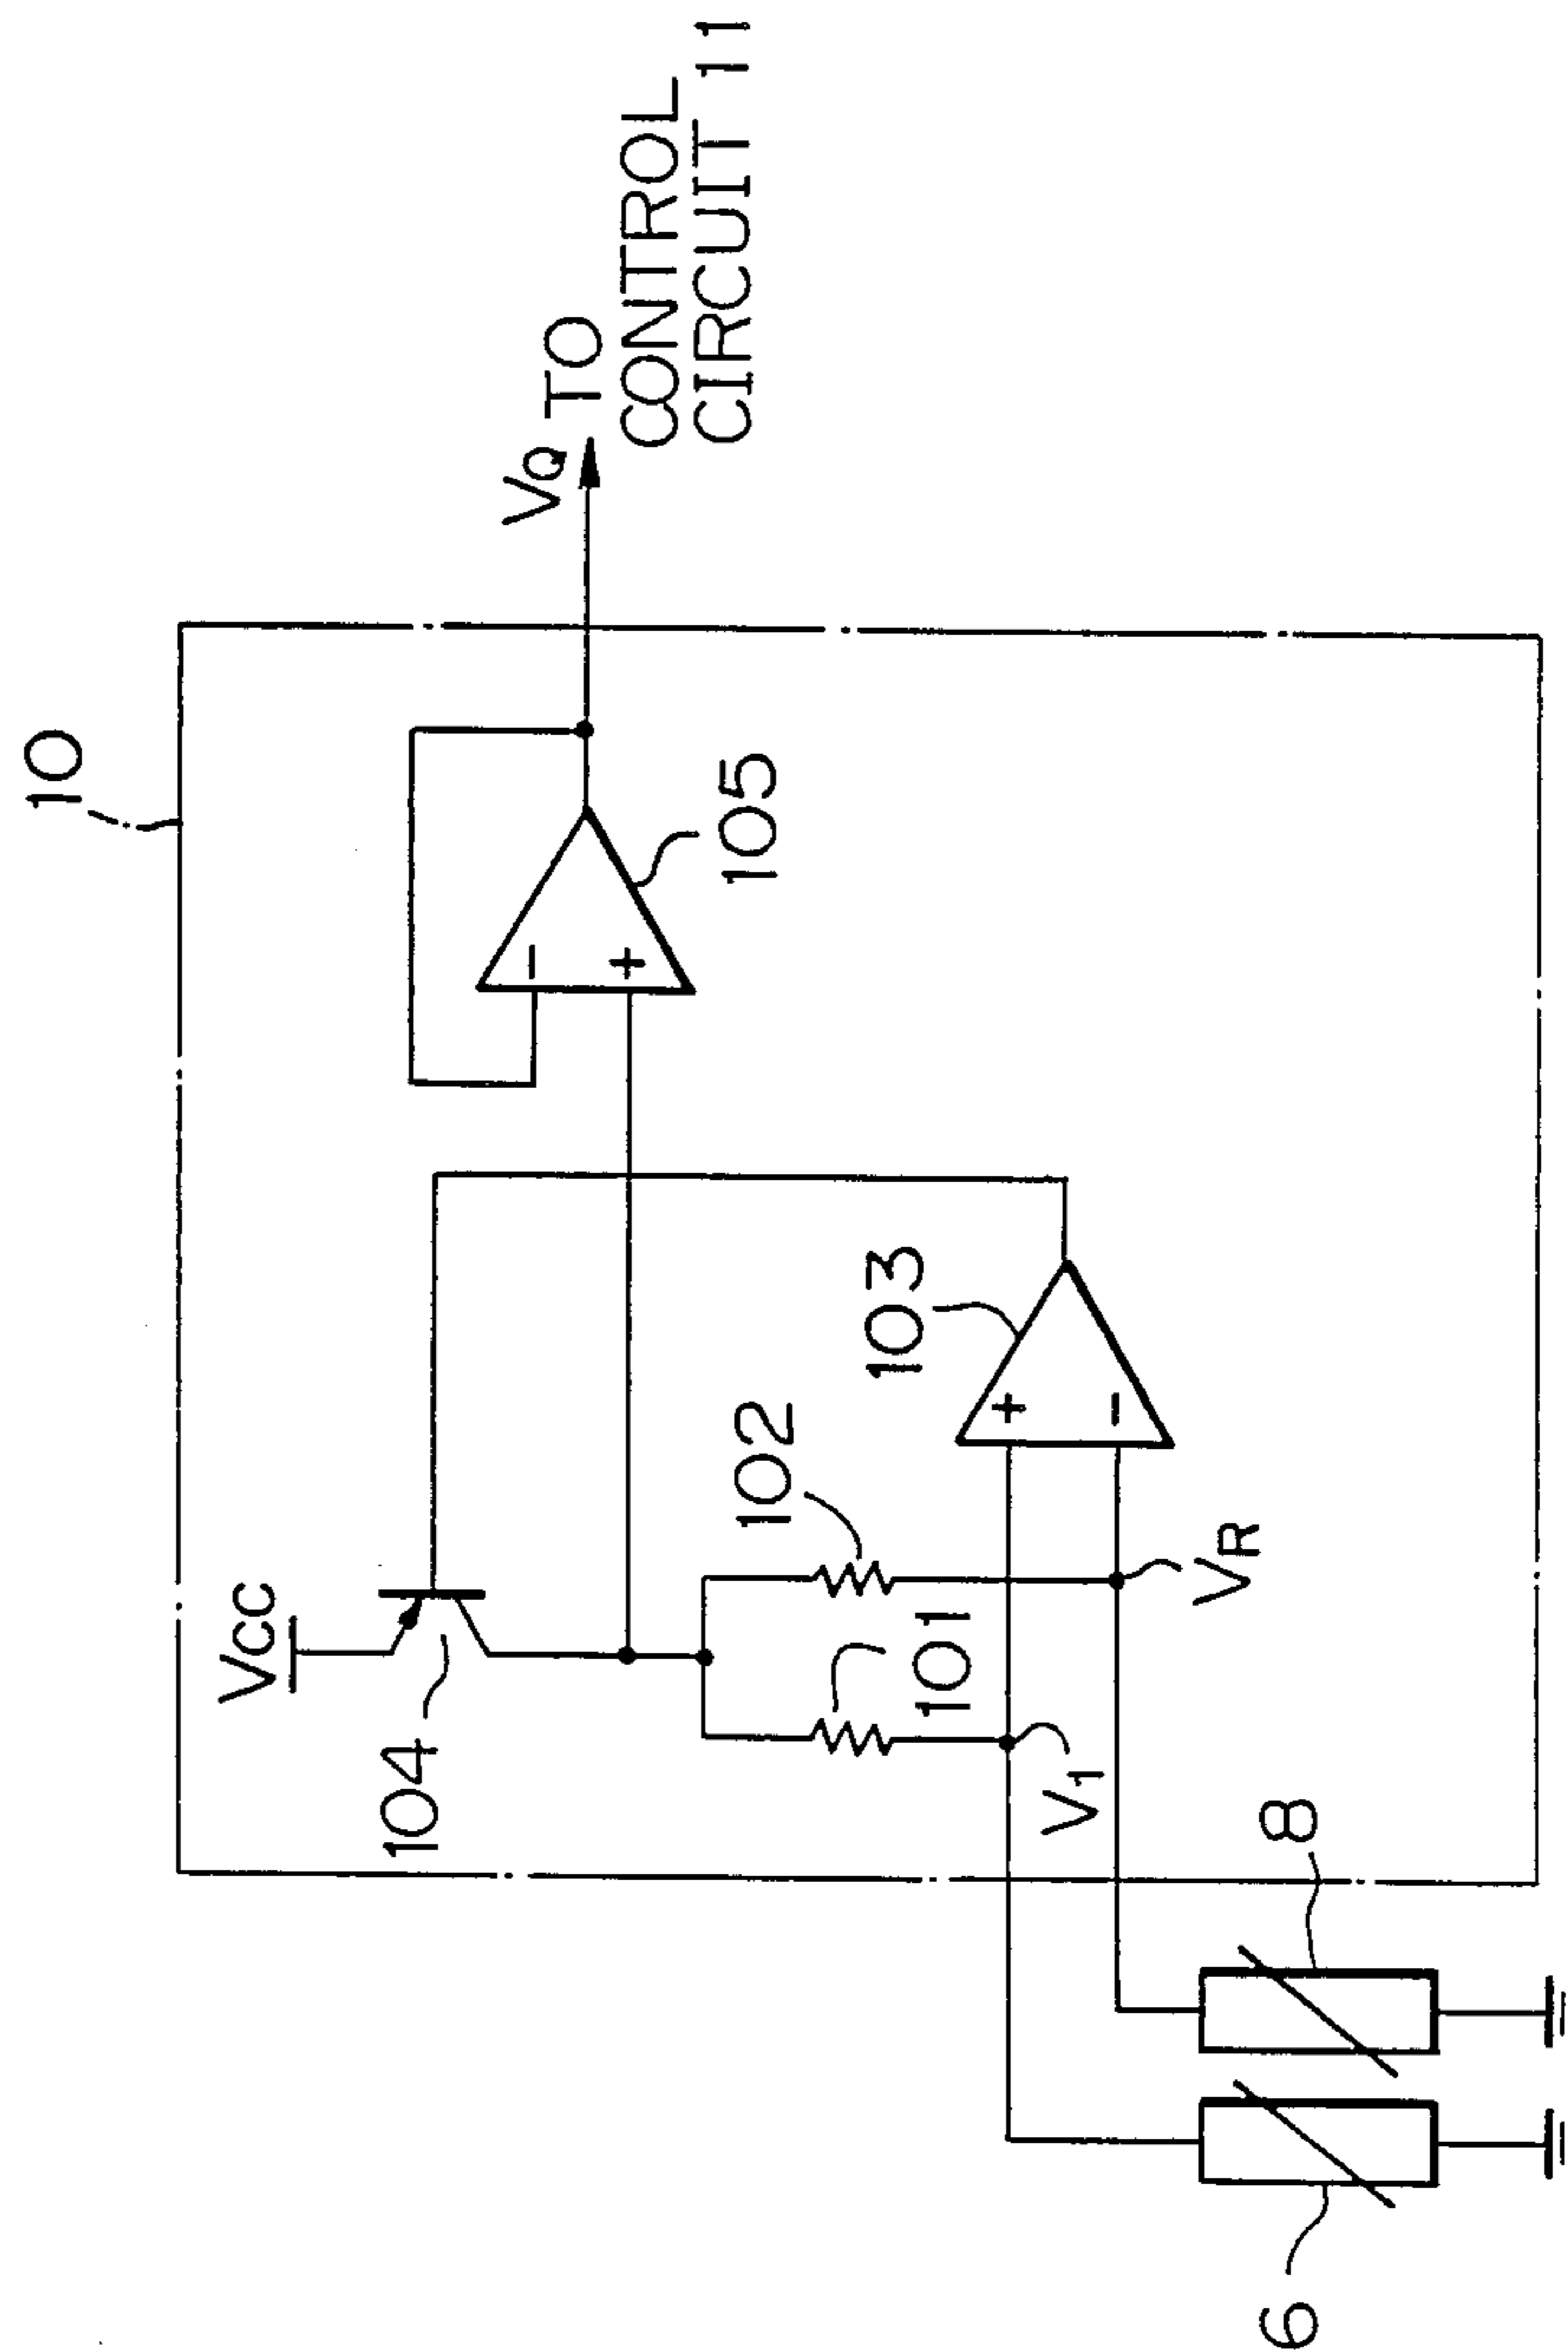 10
VQ TO
CONTROL
CIRCUIT 11
VCC
104
105
102
103
101
V1
VR
8
6
- +
+ -